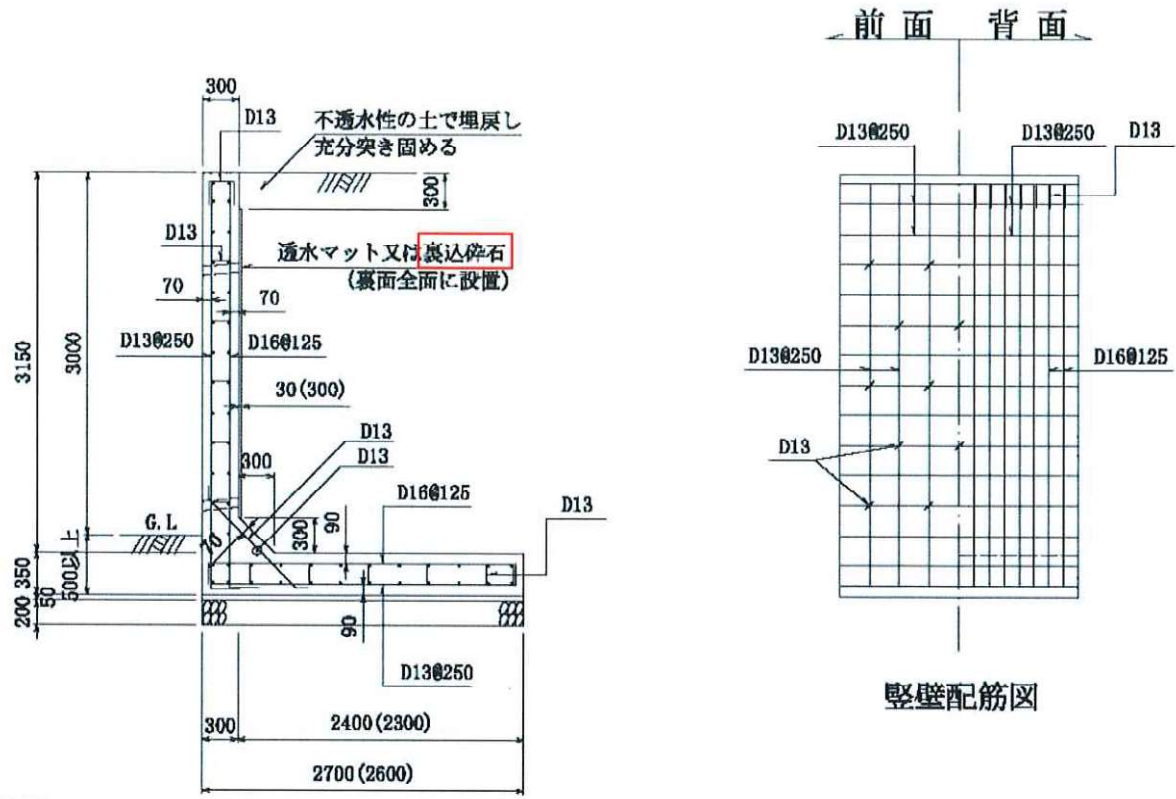 前面 背面
300
D13
不透水性の土で埋戻し
充分突き固める
300
D13
透水マット又は裏込砕石
(裏面全面に設置)
70
70
D13@250
D16@125
3150
3000
30(300)
D13
D13
300
D16@125
D13
G.L
70
300
90
350
500以上
50
200
90
D13@250
300
2400(2300)
2700(2600)
D13@250
D13@250
D13
D13@250
D16@125
D13
竪壁配筋図